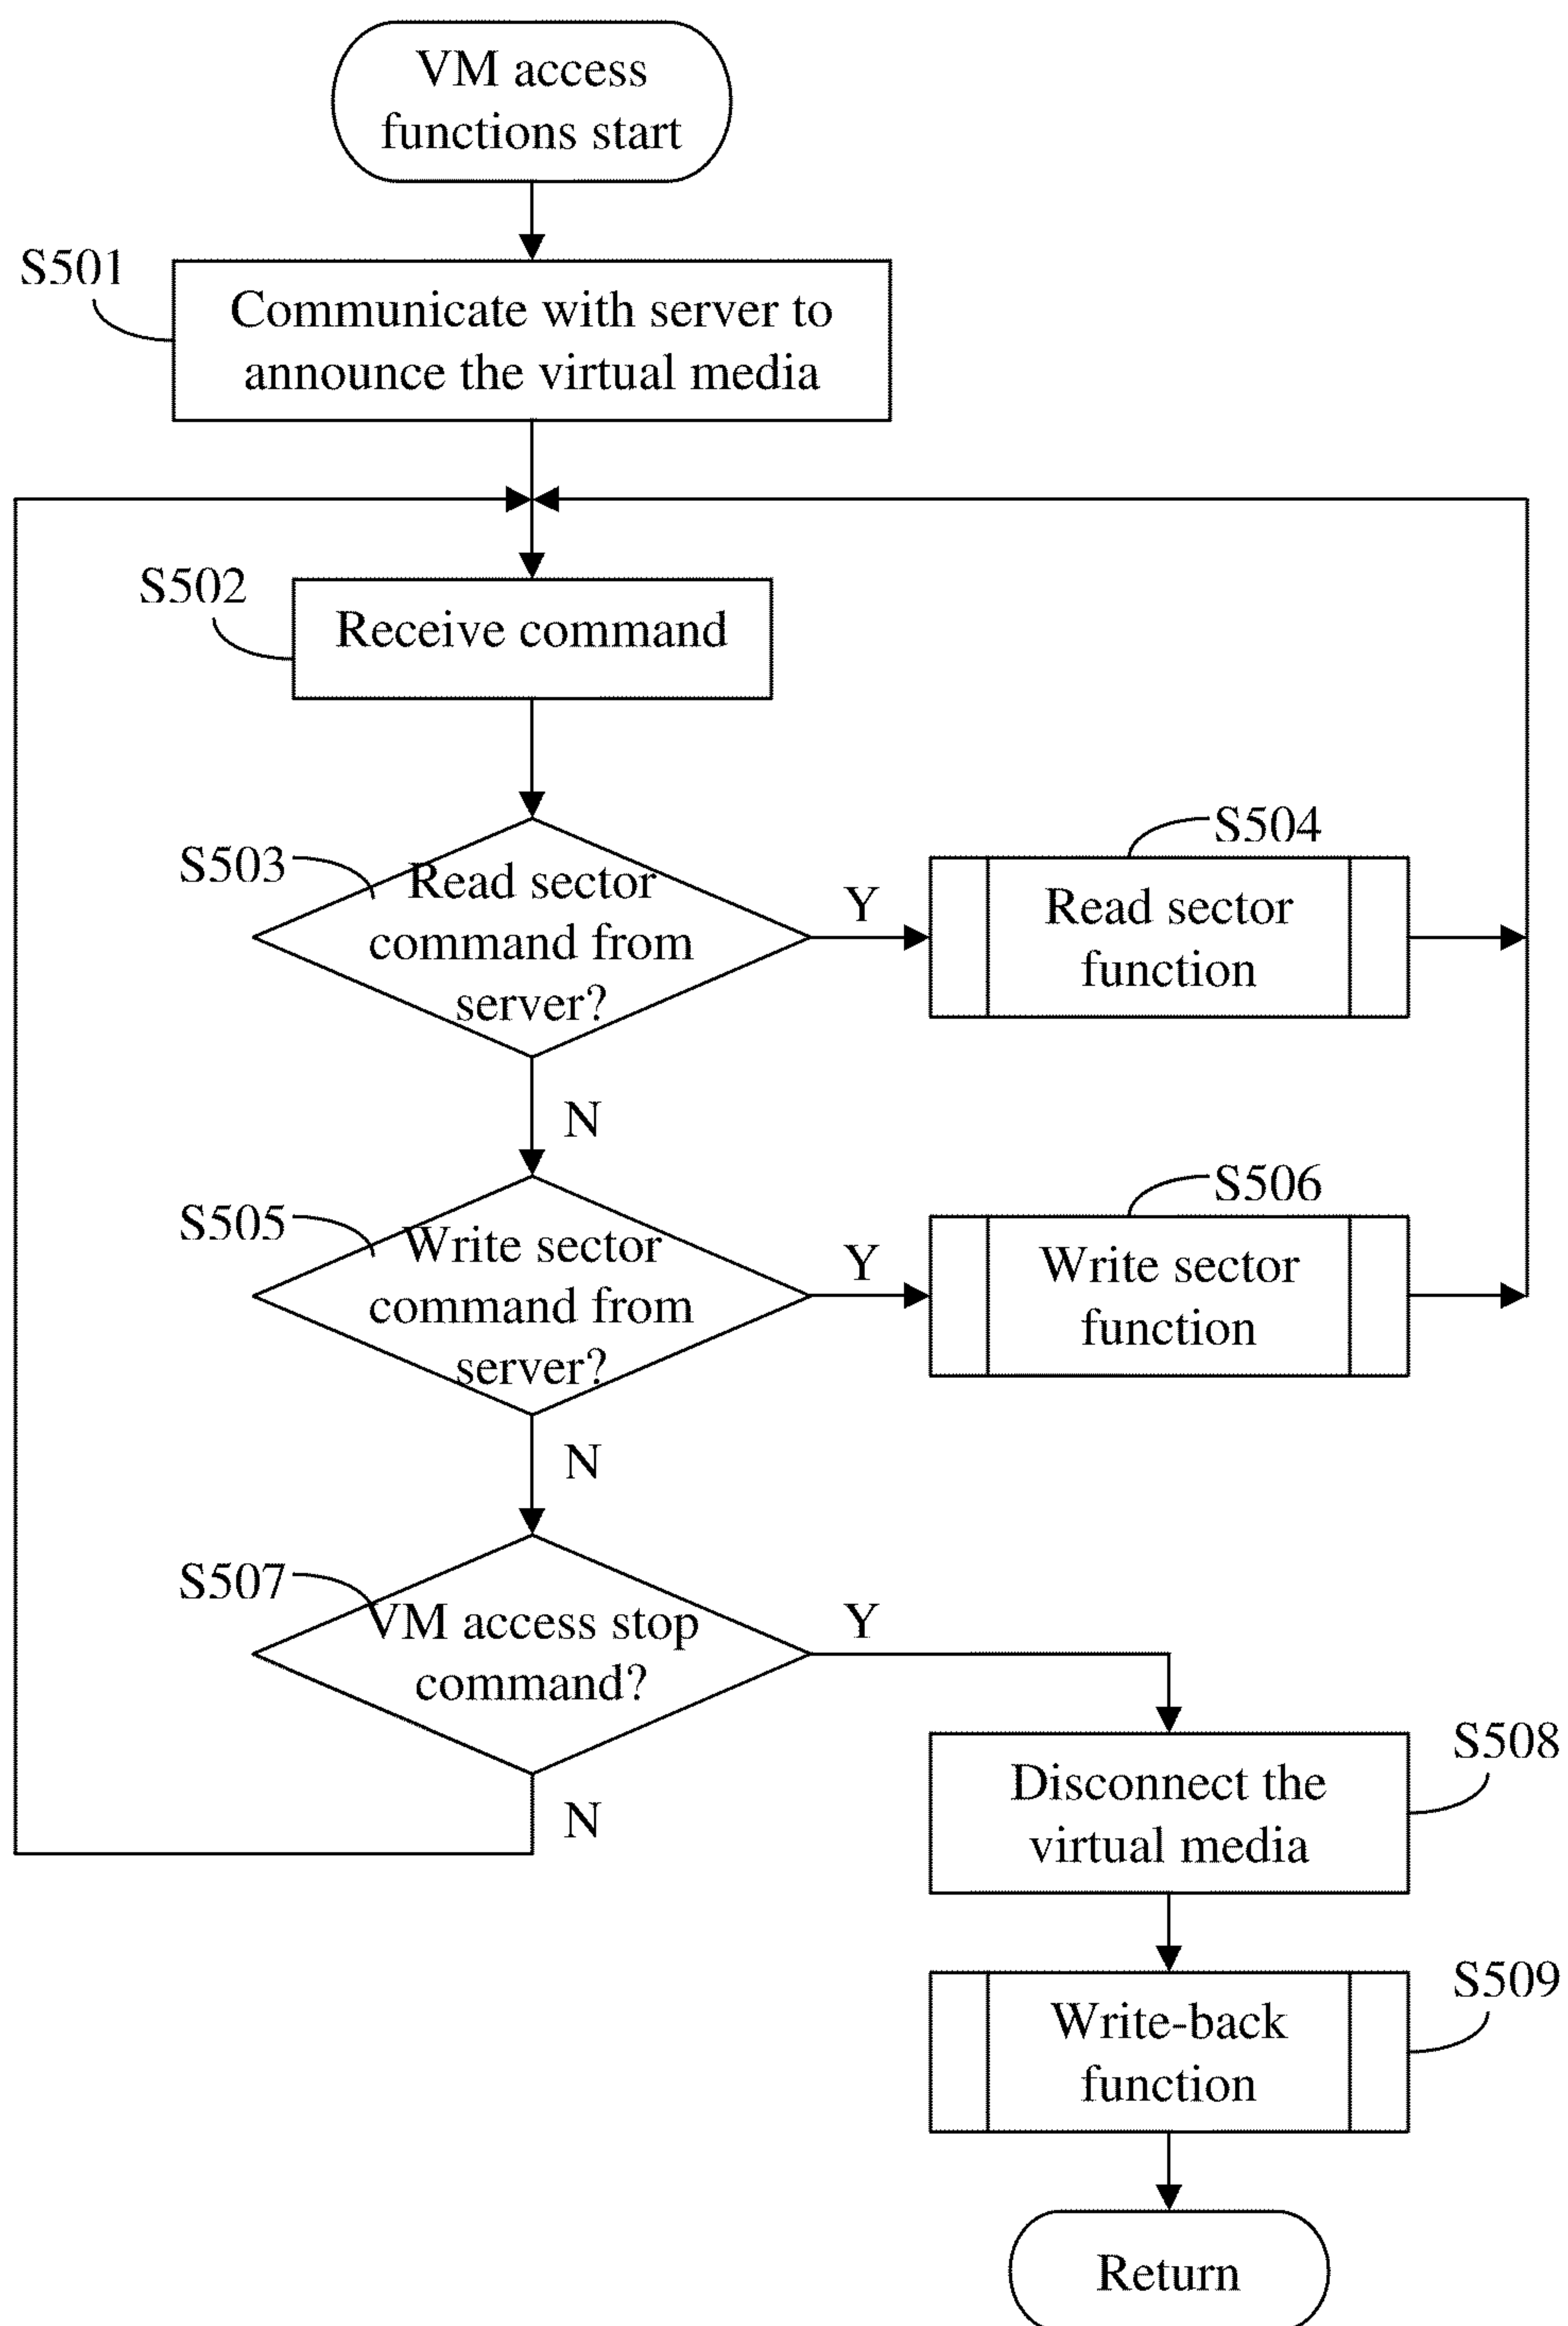 VM access
functions start
S501
Communicate with server to
announce the virtual media
S502
Receive command
S503
Read sector
command from
server?
Y
S504
Read sector
function
N
S505
Write sector
command from
server?
Y
S506
Write sector
function
N
S507
VM access stop
command?
Y
N
S508
Disconnect the
virtual media
S509
Write-back
function
Return